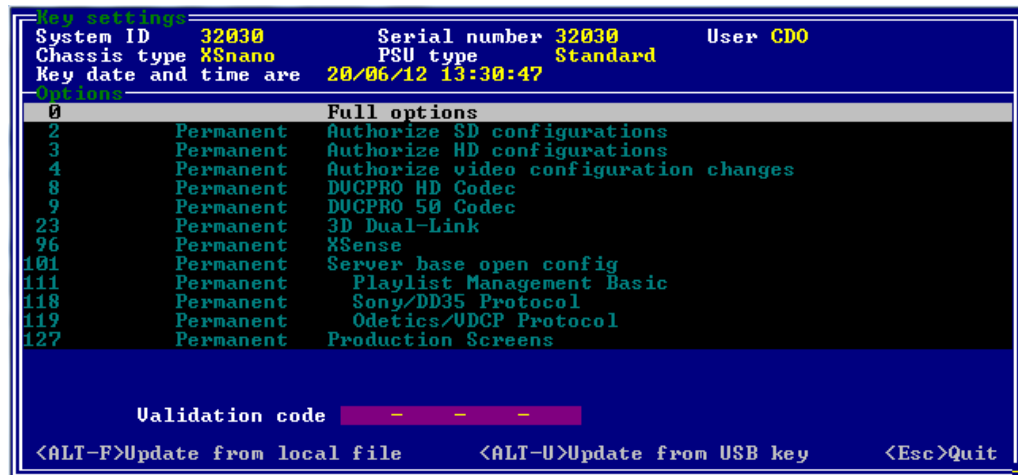 Key settings
System ID 32030 Serial number 32030 User CDO
Chassis type XSnano PSU type Standard
Key date and time are 20/06/12 13:30:47
Options
0 Full options
2 Permanent Authorize SD configurations
3 Permanent Authorize HD configurations
4 Permanent Authorize video configuration changes
8 Permanent DVCPRO HD Codec
9 Permanent DVCPRO 50 Codec
23 Permanent 3D Dual-Link
96 Permanent XSense
101 Permanent Server base open config
111 Permanent Playlist Management Basic
118 Permanent Sony/DD35 Protocol
119 Permanent Odetics/VDCP Protocol
127 Permanent Production Screens
Validation code - - -
<ALT-F>Update from local file <ALT-U>Update from USB key <Esc>Quit